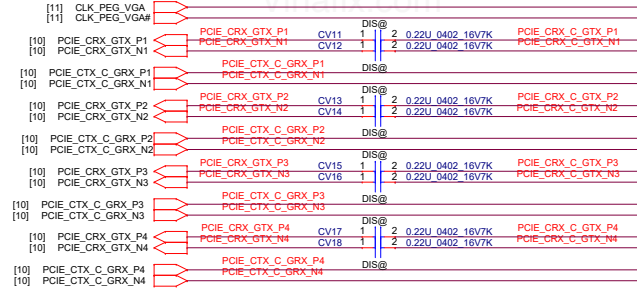 [11] CLK_PEG_VGA
[11] CLK_PEG_VGA#
DIS@
[10] PCIE_CRX_GTX_P1 PCIE_CRX_GTX_P1 CV11 1 2 0.22U_0402_16V7K PCIE_CRX_C_GTX_P1
[10] PCIE_CRX_GTX_N1 PCIE_CRX_GTX_N1 CV12 1 2 0.22U_0402_16V7K PCIE_CRX_C_GTX_N1
DIS@
[10] PCIE_CTX_C_GRX_P1 PCIE_CTX_C_GRX_P1
[10] PCIE_CTX_C_GRX_N1 PCIE_CTX_C_GRX_N1
DIS@
[10] PCIE_CRX_GTX_P2 PCIE_CRX_GTX_P2 CV13 1 2 0.22U_0402_16V7K PCIE_CRX_C_GTX_P2
[10] PCIE_CRX_GTX_N2 PCIE_CRX_GTX_N2 CV14 1 2 0.22U_0402_16V7K PCIE_CRX_C_GTX_N2
DIS@
[10] PCIE_CTX_C_GRX_P2 PCIE_CTX_C_GRX_P2
[10] PCIE_CTX_C_GRX_N2 PCIE_CTX_C_GRX_N2
DIS@
[10] PCIE_CRX_GTX_P3 PCIE_CRX_GTX_P3 CV15 1 2 0.22U_0402_16V7K PCIE_CRX_C_GTX_P3
[10] PCIE_CRX_GTX_N3 PCIE_CRX_GTX_N3 CV16 1 2 0.22U_0402_16V7K PCIE_CRX_C_GTX_N3
DIS@
[10] PCIE_CTX_C_GRX_P3 PCIE_CTX_C_GRX_P3
[10] PCIE_CTX_C_GRX_N3 PCIE_CTX_C_GRX_N3
DIS@
[10] PCIE_CRX_GTX_P4 PCIE_CRX_GTX_P4 CV17 1 2 0.22U_0402_16V7K PCIE_CRX_C_GTX_P4
[10] PCIE_CRX_GTX_N4 PCIE_CRX_GTX_N4 CV18 1 2 0.22U_0402_16V7K PCIE_CRX_C_GTX_N4
DIS@
[10] PCIE_CTX_C_GRX_P4 PCIE_CTX_C_GRX_P4
[10] PCIE_CTX_C_GRX_N4 PCIE_CTX_C_GRX_N4